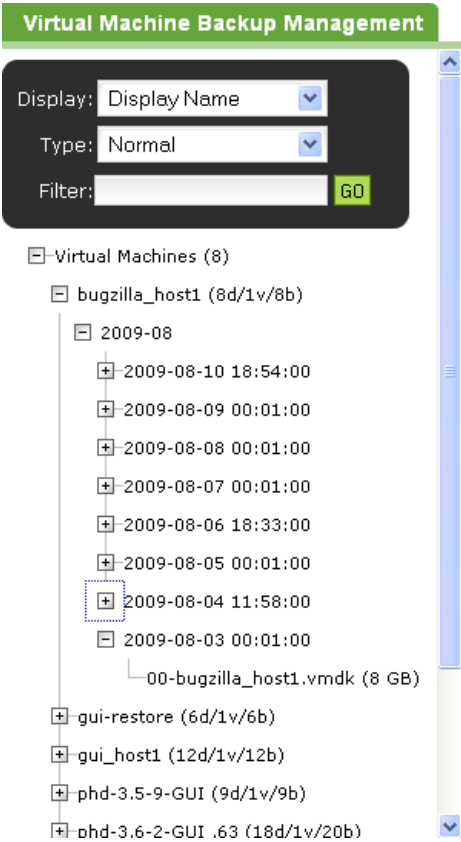 Virtual Machine Backup Management
Display: Display Name
Type: Normal
Filter: GO
Virtual Machines (8)
bugzilla_host1 (8d/1v/8b)
2009-08
2009-08-10 18:54:00
2009-08-09 00:01:00
2009-08-08 00:01:00
2009-08-07 00:01:00
2009-08-06 18:33:00
2009-08-05 00:01:00
2009-08-04 11:58:00
2009-08-03 00:01:00
00-bugzilla_host1.vmdk (8 GB)
gui-restore (6d/1v/6b)
gui_host1 (12d/1v/12b)
phd-3.5-9-GUI (9d/1v/9b)
phd-3.6-2-GUI .63 (18d/1v/20b)